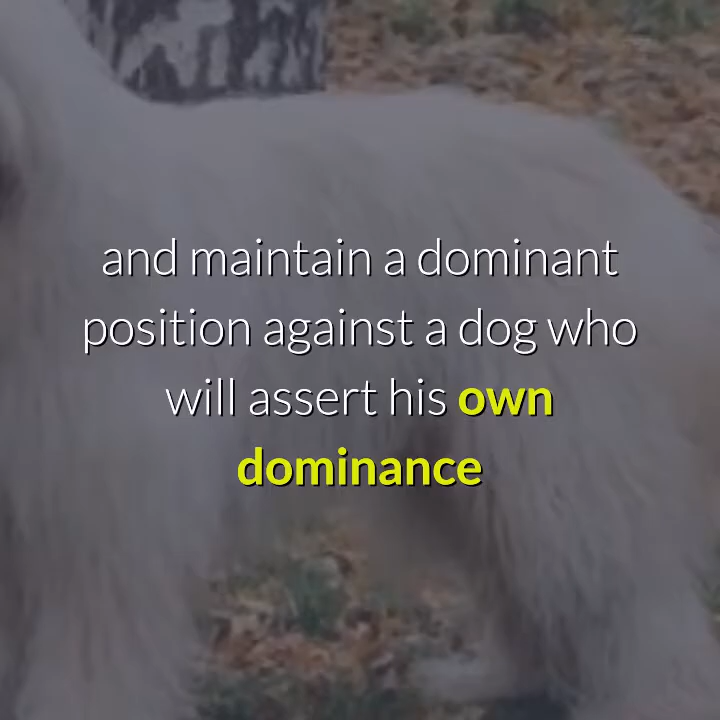 and maintain a dominant
position against a dog who
will assert his own
dominance